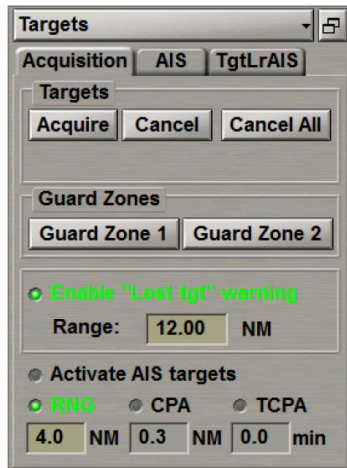 Targets
Acquisition AIS TgtLrAIS
Targets
Acquire Cancel Cancel All
Guard Zones
Guard Zone 1 Guard Zone 2
Enable "Lost tgt" warning
Range: 12.00 NM
Activate AIS targets
RNG CPA TCPA
4.0 NM 0.3 NM 0.0 min